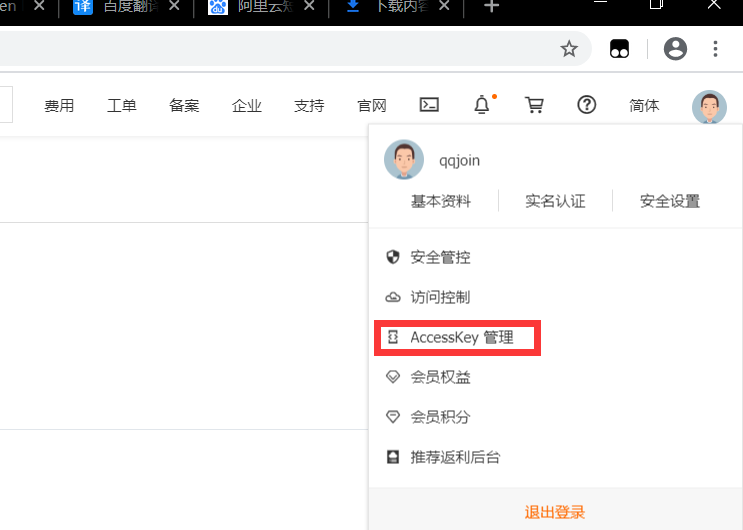 en
译 百度翻译
du 阿里云短
下载内容
费用 工单 备案 企业 支持 官网 简体
qqjoin
基本资料 实名认证 安全设置
安全管控
访问控制
AccessKey 管理
会员权益
会员积分
推荐返利后台
退出登录